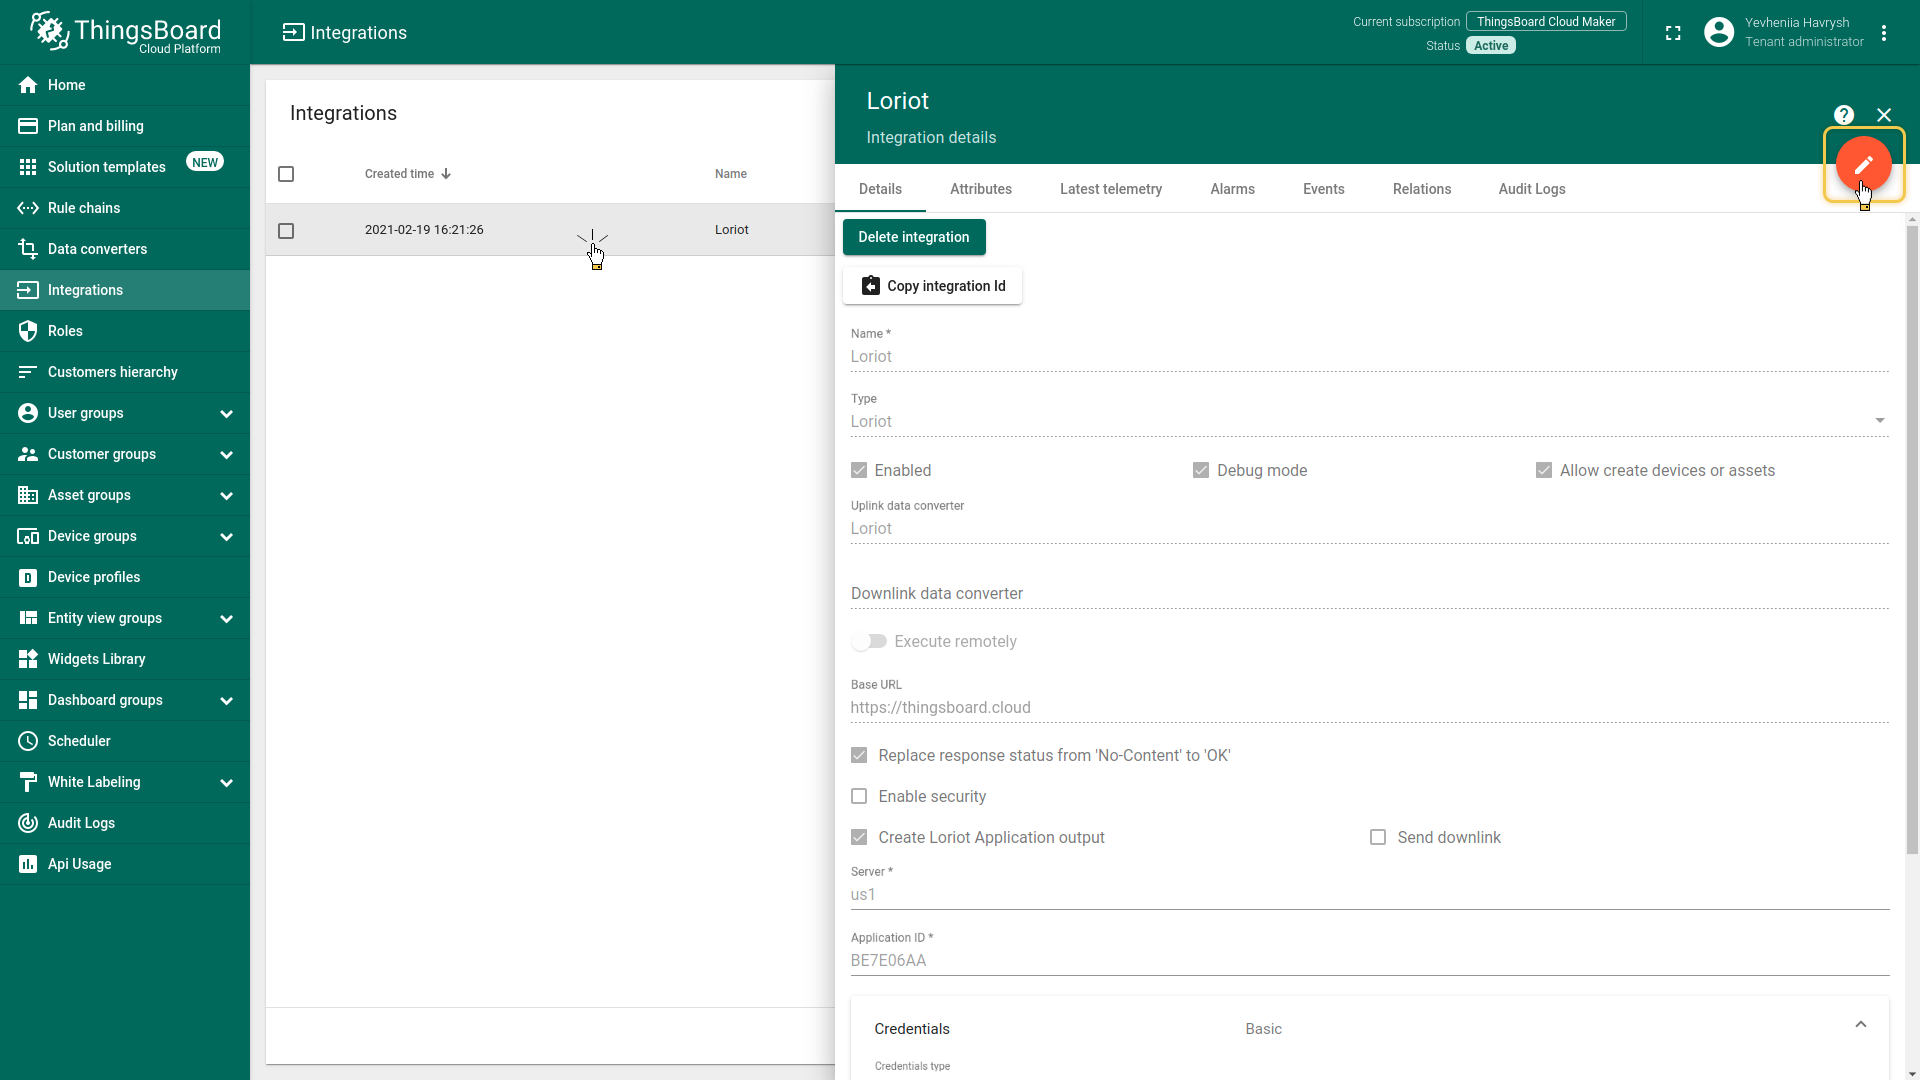 ThingsBoard
Cloud Platform
Integrations
Current subscription ThingsBoard Cloud Maker
Status Active
Yevheniia Havrysh
Tenant administrator
Home
Plan and billing
Solution templates NEW
Rule chains
Data converters
Integrations
Roles
Customers hierarchy
User groups
Customer groups
Asset groups
Device groups
Device profiles
Entity view groups
Widgets Library
Dashboard groups
Scheduler
White Labeling
Audit Logs
Api Usage
Integrations
Created time Name
2021-02-19 16:21:26 Loriot
Loriot
Integration details
Details Attributes Latest telemetry Alarms Events Relations Audit Logs
Delete integration
Copy integration Id
Name *
Loriot
Type
Loriot
Enabled Debug mode Allow create devices or assets
Uplink data converter
Loriot
Downlink data converter
Execute remotely
Base URL
https://thingsboard.cloud
Replace response status from 'No-Content' to 'OK'
Enable security
Create Loriot Application output Send downlink
Server *
us1
Application ID *
BE7E06AA
Credentials Basic
Credentials type